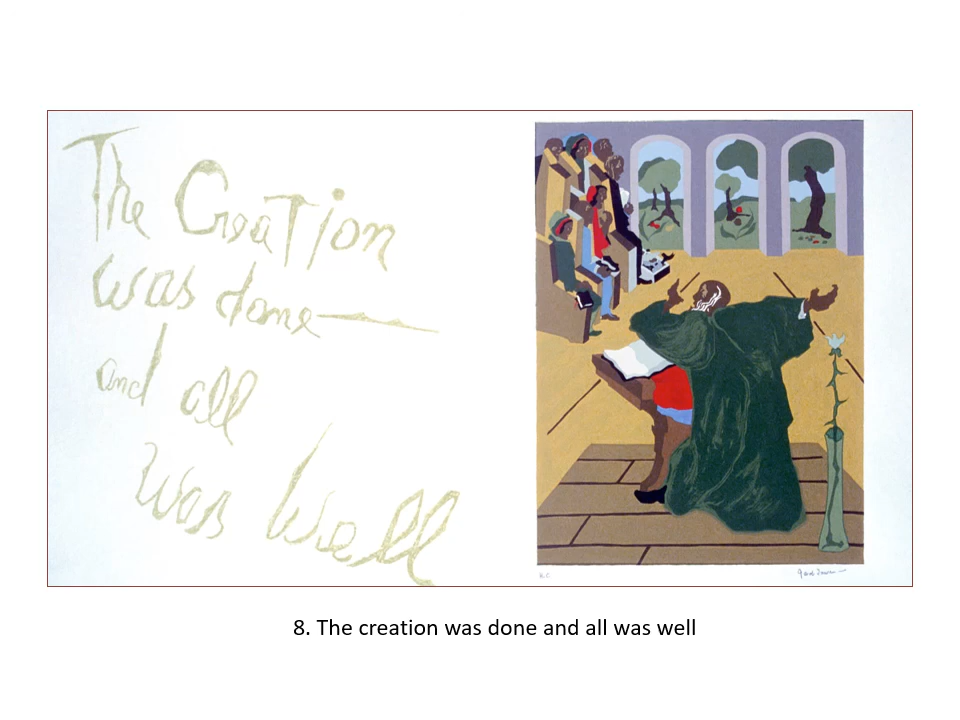 The Creation
was done—
and all
was Well
8. The creation was done and all was well